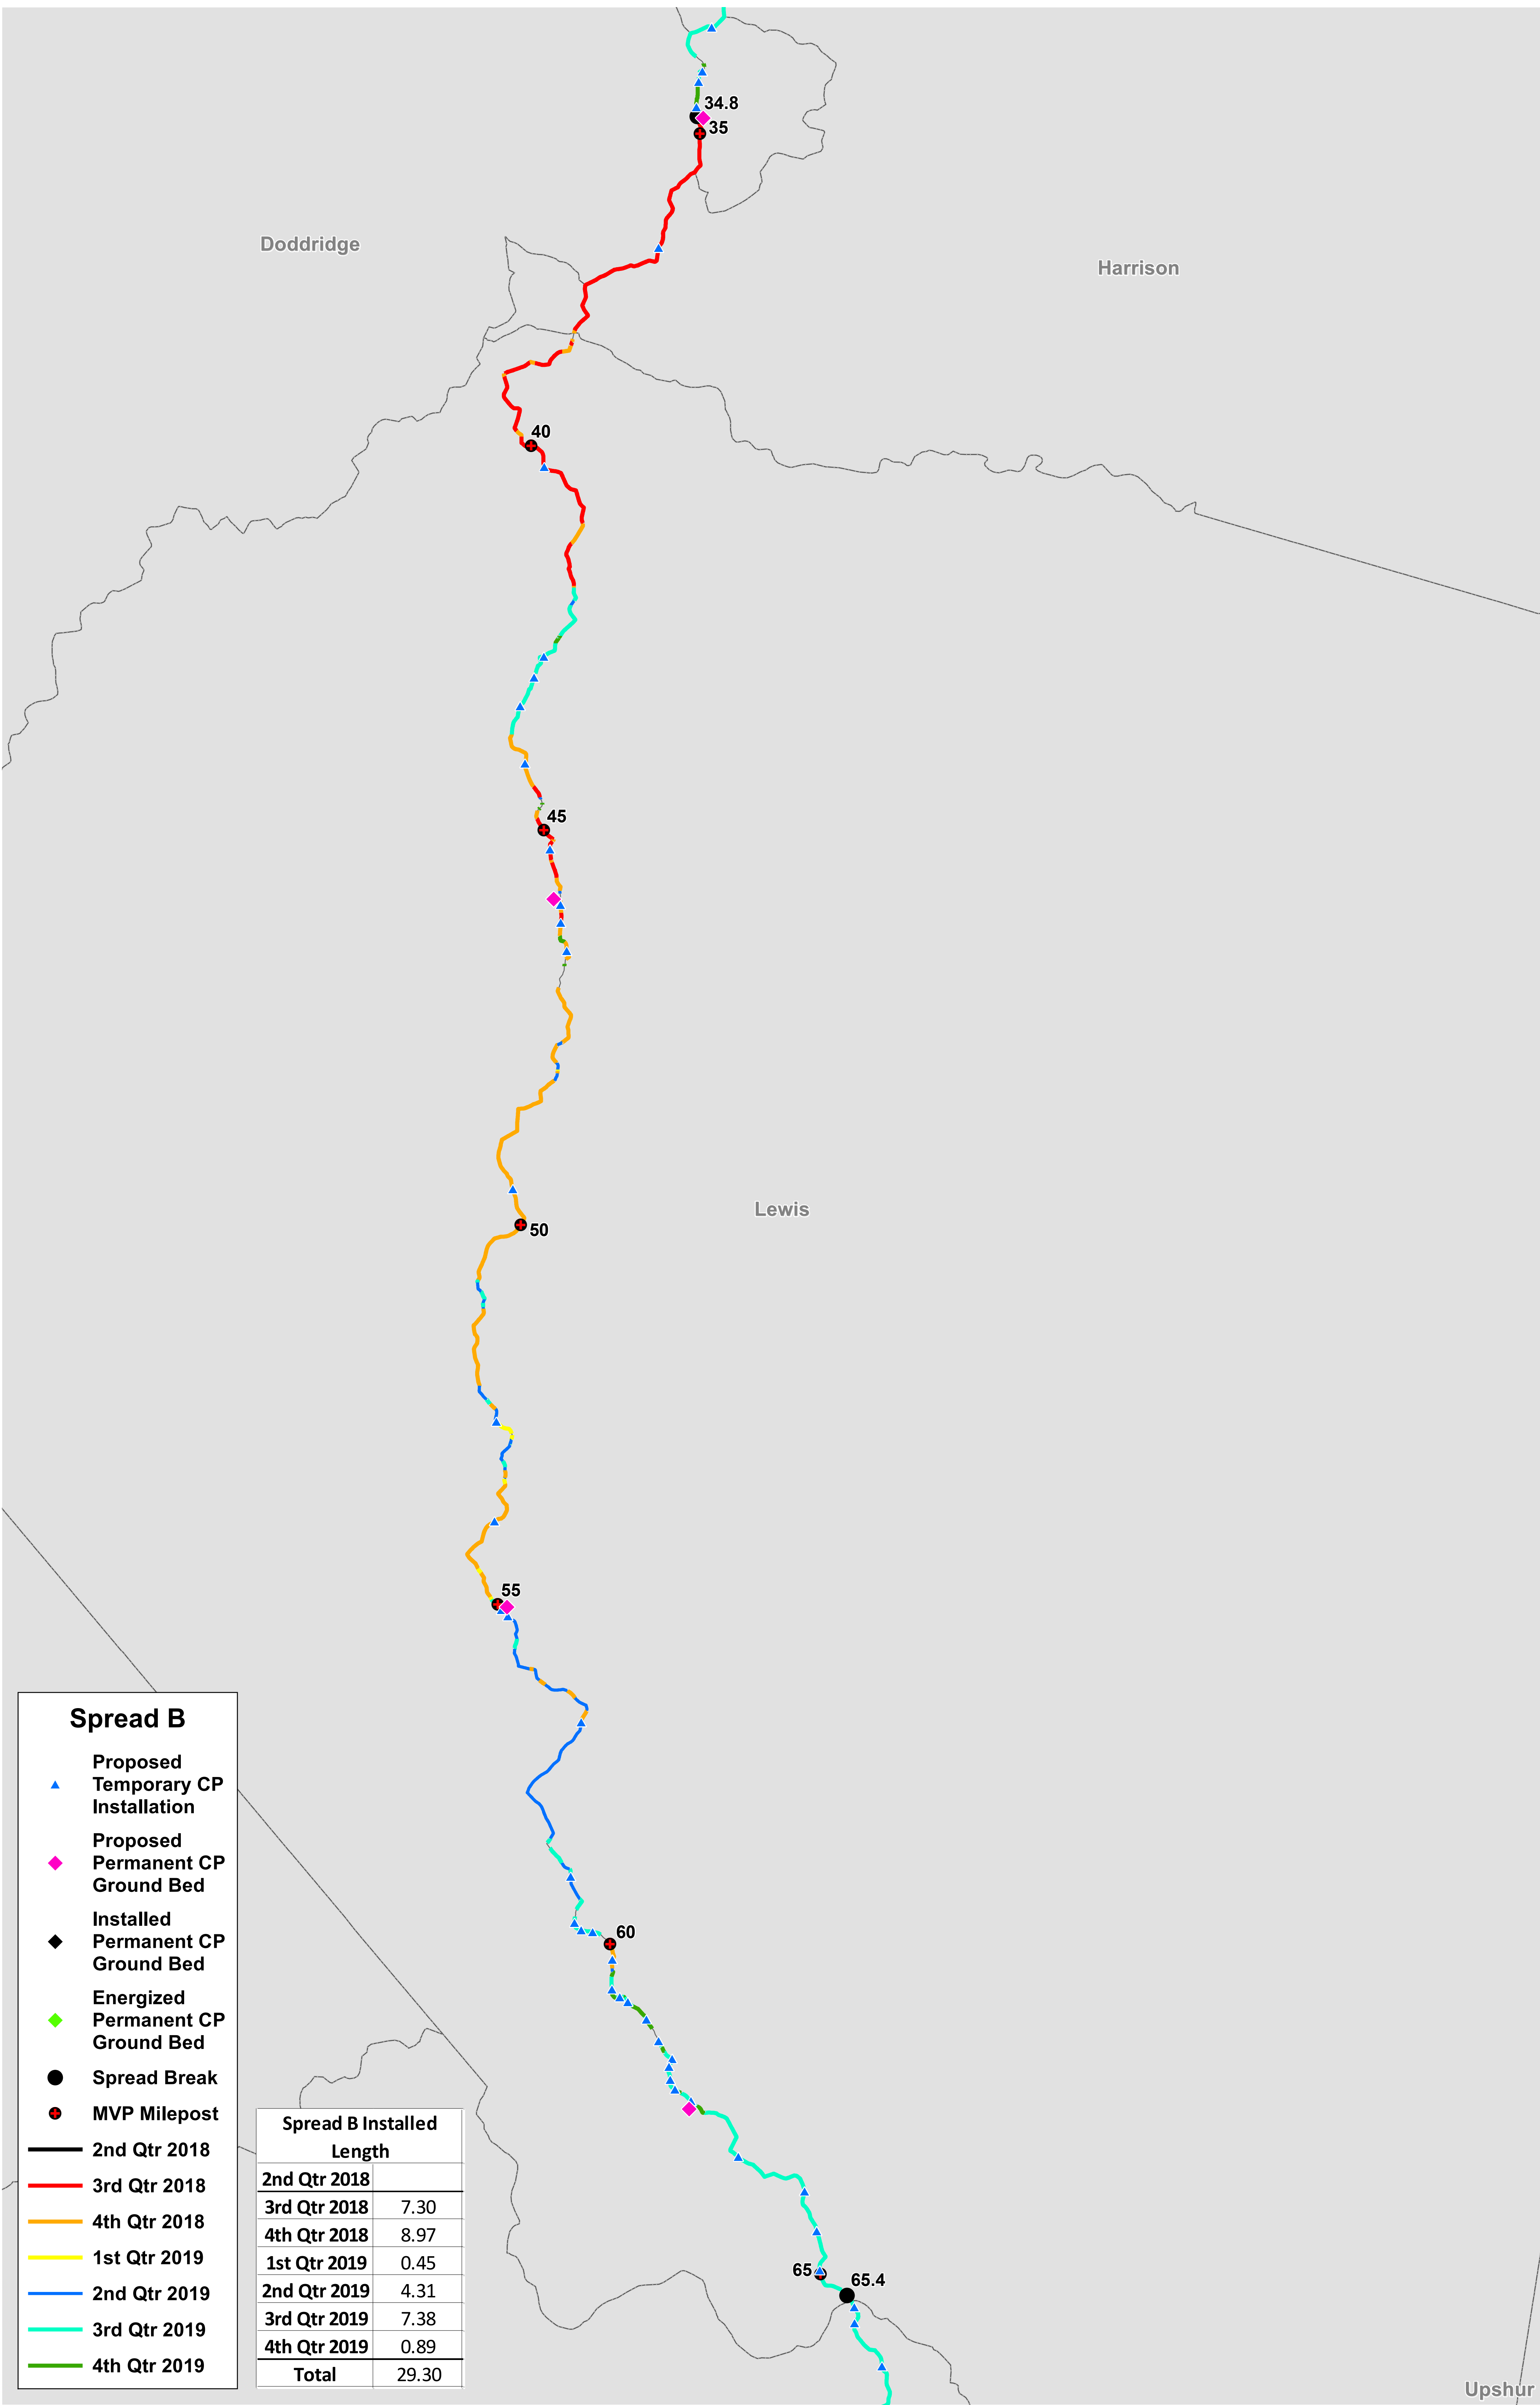 34.8
35
Doddridge
Harrison
40
45
Lewis
50
55
60
65
65.4
Upshur
Spread B
Proposed
Temporary CP
Installation
Proposed
Permanent CP
Ground Bed
Installed
Permanent CP
Ground Bed
Energized
Permanent CP
Ground Bed
Spread Break
MVP Milepost
2nd Qtr 2018
3rd Qtr 2018
4th Qtr 2018
1st Qtr 2019
2nd Qtr 2019
3rd Qtr 2019
4th Qtr 2019
Spread B Installed
Length
2nd Qtr 2018
3rd Qtr 2018 7.30
4th Qtr 2018 8.97
1st Qtr 2019 0.45
2nd Qtr 2019 4.31
3rd Qtr 2019 7.38
4th Qtr 2019 0.89
Total 29.30